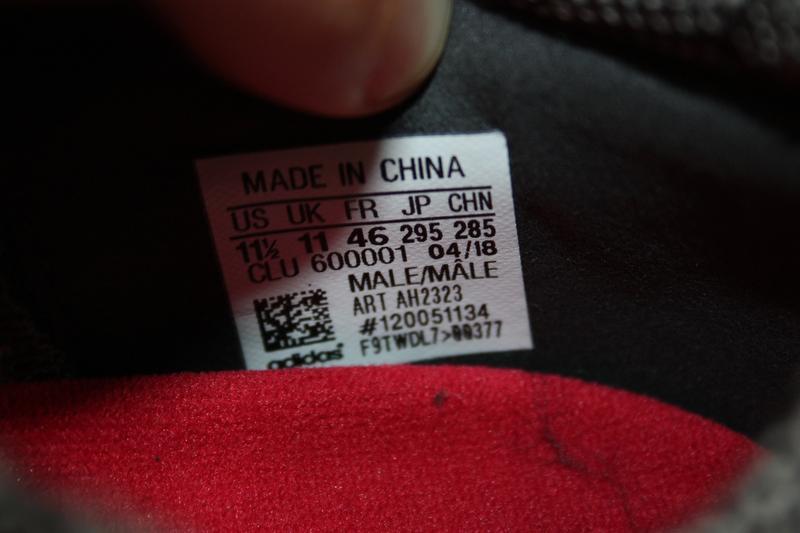 MADE IN CHINA
US UK FR JP CHN
11½ 11 46 295 285
CLU 600001 04/18
MALE/MÂLE
ART AH2323
#120051134
F9TWDL7>00377
adidas